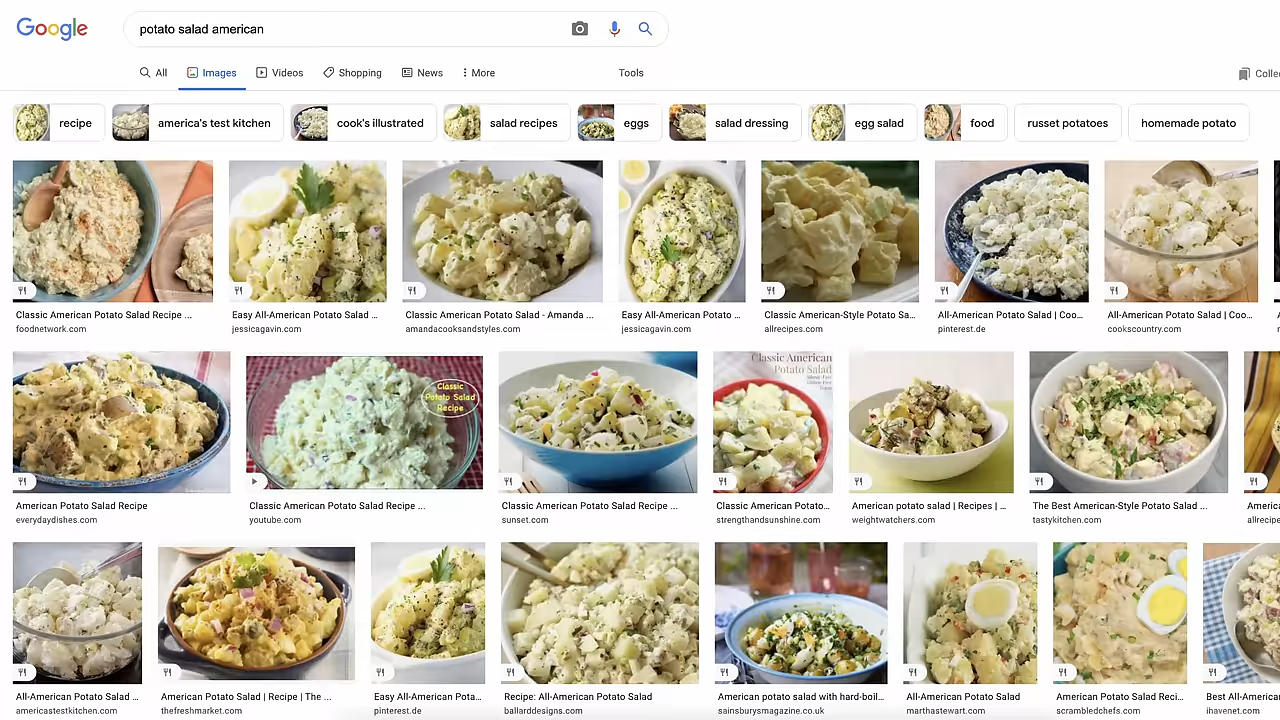 Google
potato salad american
All
Images
Videos
Shopping
News
More
Tools
recipe
america's test kitchen
cook's illustrated
salad recipes
eggs
salad dressing
egg salad
food
russet potatoes
homemade potato
Classic American Potato Salad Recipe ...
foodnetwork.com
Easy All-American Potato Salad ...
jessicagavin.com
Classic American Potato Salad - Amanda ...
amandacooksandstyles.com
Easy All-American Potato ...
jessicagavin.com
Classic American-Style Potato Sa...
allrecipes.com
All-American Potato Salad | Coo...
pinterest.de
All-American Potato Salad | Coo...
cookscountry.com
Classic
Potato Salad
Recipe
Classic American
Potato Salad
American Potato Salad Recipe
everydaydishes.com
Classic American Potato Salad Recipe ...
youtube.com
Classic American Potato Salad Recipe ...
sunset.com
Classic American Potato...
strengthandsunshine.com
American potato salad | Recipes | ...
weightwatchers.com
The Best American-Style Potato Salad ...
tastykitchen.com
All-American Potato Salad ...
americastestkitchen.com
American Potato Salad | Recipe | The ...
thefreshmarket.com
Easy All-American Pota...
pinterest.de
Recipe: All-American Potato Salad
ballarddesigns.com
American potato salad with hard-boil...
sainsburysmagazine.co.uk
All-American Potato Salad
marthastewart.com
American Potato Salad Reci...
scrambledchefs.com
Best All-American
ihavenet.com